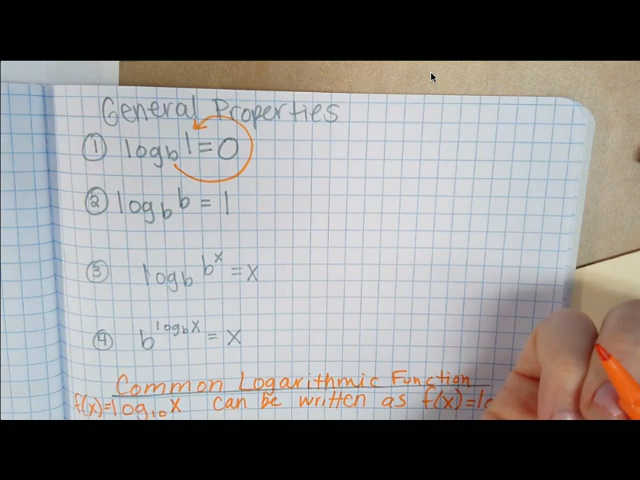 General Properties
① log_b 1 = 0
② log_b b = 1
③ log_b b^x = x
④ b^(log_b x) = x
Common Logarithmic Function
f(x)=log₁₀x can be written as f(x)=